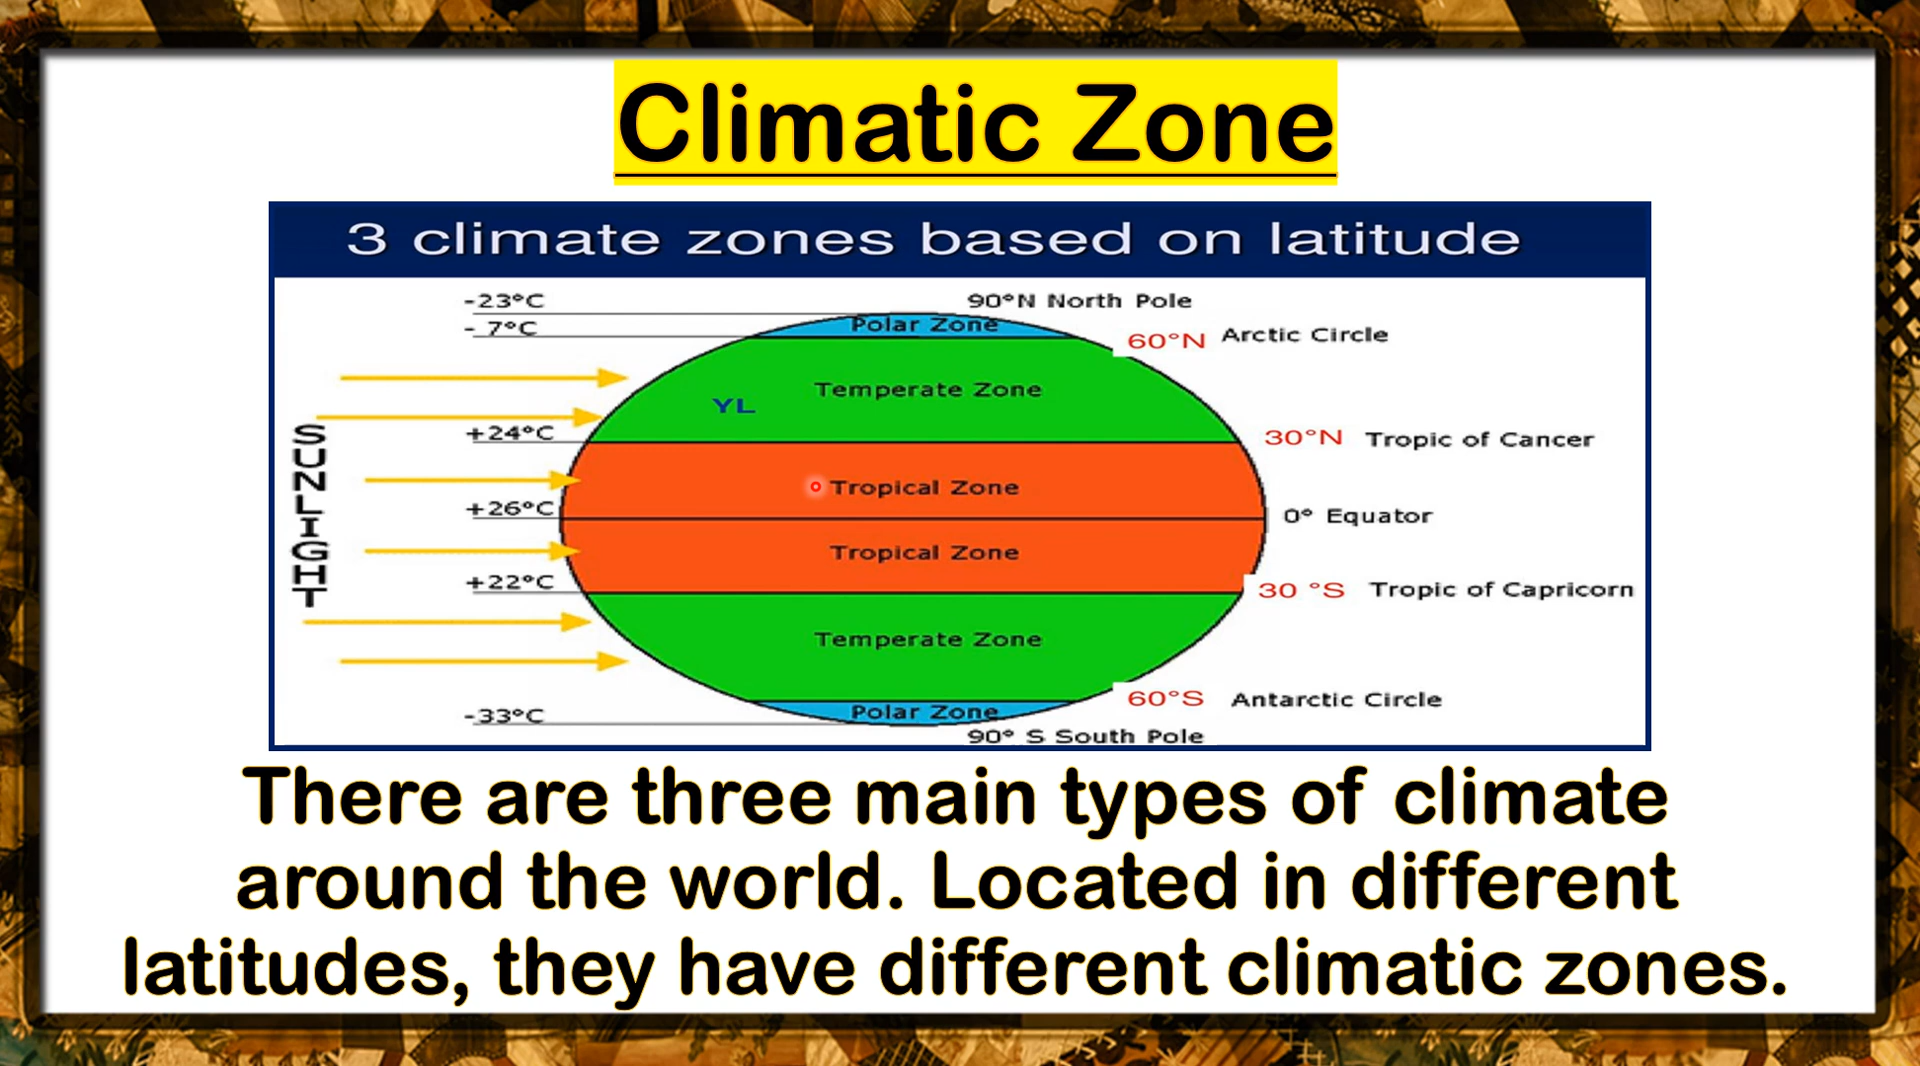 Climatic Zone
3 climate zones based on latitude
-23°C
90°N North Pole
- 7°C
Polar Zone
60°N Arctic Circle
Temperate Zone
YL
+24°C
30°N Tropic of Cancer
SUNLIGHT
Tropical Zone
+26°C
0° Equator
Tropical Zone
+22°C
30 °S Tropic of Capricorn
Temperate Zone
60°S Antarctic Circle
-33°C
Polar Zone
90° S South Pole
There are three main types of climate
around the world. Located in different
latitudes, they have different climatic zones.